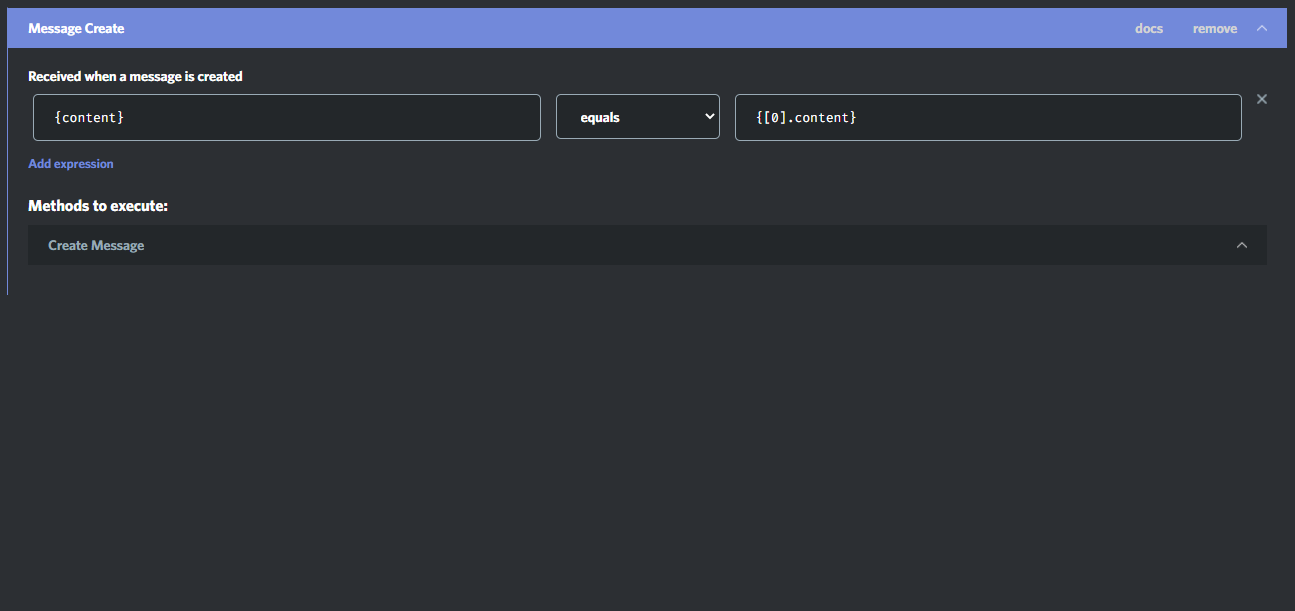 Message Create docs remove
Received when a message is created
{content} equals {[0].content}
Add expression
Methods to execute:
Create Message